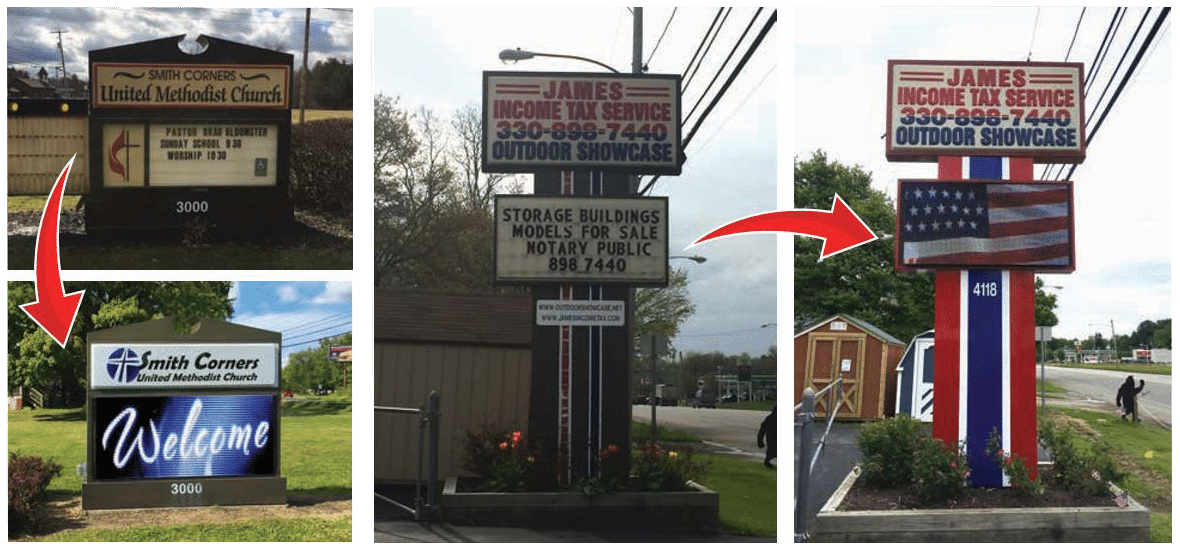 SMITH CORNERS
United Methodist Church
PASTOR BRAD BLOOMSTER
SUNDAY SCHOOL 9 30
WORSHIP 10 30
3000
Smith Corners
United Methodist Church
Welcome
3000
JAMES
INCOME TAX SERVICE
330-898-7440
OUTDOOR SHOWCASE
STORAGE BUILDINGS
MODELS FOR SALE
NOTARY PUBLIC
898 7440
WWW.OUTDOORSHOWCASE.NET
WWW.JAMESINCOMETAX.COM
JAMES
INCOME TAX SERVICE
330-898-7440
OUTDOOR SHOWCASE
4118